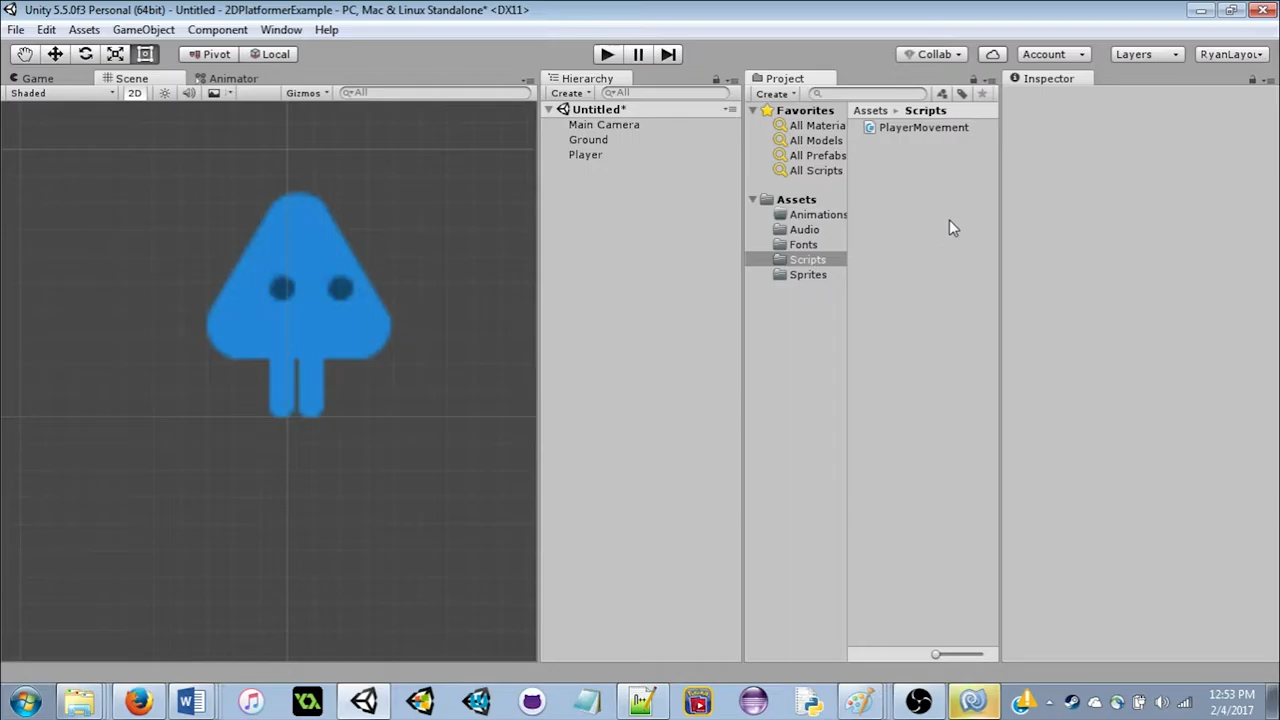 Unity 5.5.0f3 Personal (64bit) - Untitled - 2DPlatformerExample - PC, Mac & Linux Standalone* <DX11>
File Edit Assets GameObject Component Window Help
Pivot Local Collab Account Layers RyanLayou
Game Scene Animator Hierarchy Project Inspector
Shaded 2D Gizmos All Create All Create
Untitled* Favorites Assets Scripts
Main Camera All Materia PlayerMovement
Ground All Models
Player All Prefabs
All Scripts
Assets
Animations
Audio
Fonts
Scripts
Sprites
12:53 PM
2/4/2017